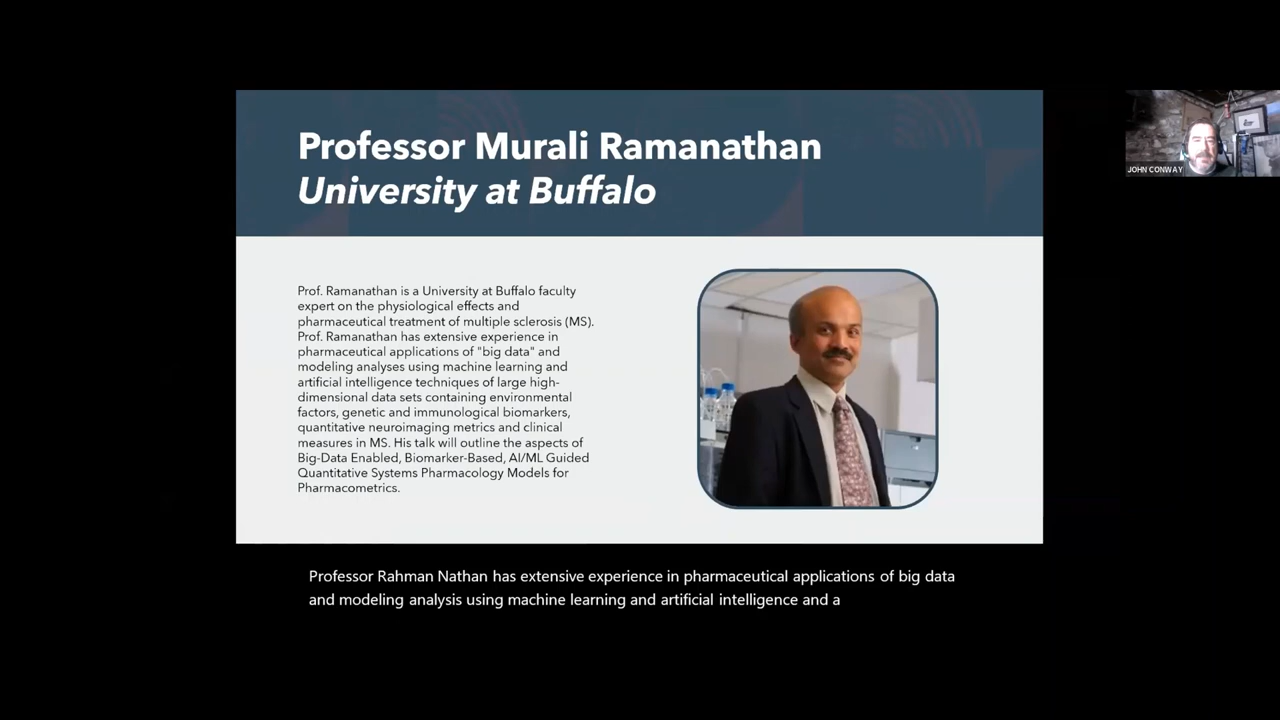 Professor Murali Ramanathan
University at Buffalo
JOHN CONWAY
Prof. Ramanathan is a University at Buffalo faculty
expert on the physiological effects and
pharmaceutical treatment of multiple sclerosis (MS).
Prof. Ramanathan has extensive experience in
pharmaceutical applications of "big data" and
modeling analyses using machine learning and
artificial intelligence techniques of large high-
dimensional data sets containing environmental
factors, genetic and immunological biomarkers,
quantitative neuroimaging metrics and clinical
measures in MS. His talk will outline the aspects of
Big-Data Enabled, Biomarker-Based, AI/ML Guided
Quantitative Systems Pharmacology Models for
Pharmacometrics.
Professor Rahman Nathan has extensive experience in pharmaceutical applications of big data
and modeling analysis using machine learning and artificial intelligence and a